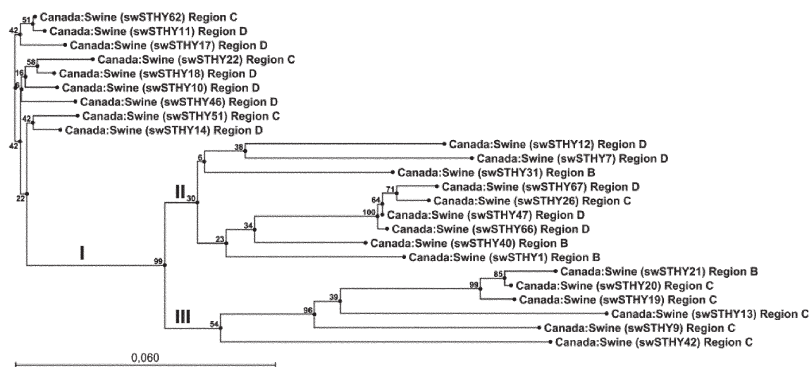 51 Canada:Swine (swSTHY62) Region C
42 Canada:Swine (swSTHY11) Region D
Canada:Swine (swSTHY17) Region D
58 Canada:Swine (swSTHY22) Region C
16 Canada:Swine (swSTHY18) Region D
6 Canada:Swine (swSTHY10) Region D
Canada:Swine (swSTHY46) Region D
42 Canada:Swine (swSTHY51) Region C
Canada:Swine (swSTHY14) Region D
42
38 Canada:Swine (swSTHY12) Region D
6 Canada:Swine (swSTHY7) Region D
Canada:Swine (swSTHY31) Region B
71 Canada:Swine (swSTHY67) Region D
22 II 30 64 Canada:Swine (swSTHY26) Region C
100 Canada:Swine (swSTHY47) Region D
34 Canada:Swine (swSTHY66) Region D
23 Canada:Swine (swSTHY40) Region B
I Canada:Swine (swSTHY1) Region B
99 85 Canada:Swine (swSTHY21) Region B
99 Canada:Swine (swSTHY20) Region C
39 Canada:Swine (swSTHY19) Region C
96 Canada:Swine (swSTHY13) Region C
III 54 Canada:Swine (swSTHY9) Region C
Canada:Swine (swSTHY42) Region C
0,060